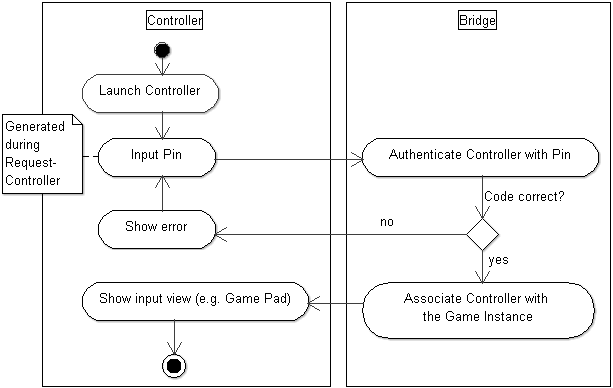 Controller
Bridge
Launch Controller
Generated
during
Request-
Controller
Input Pin
Authenticate Controller with Pin
Code correct?
Show error
no
yes
Show input view (e.g. Game Pad)
Associate Controller with
the Game Instance